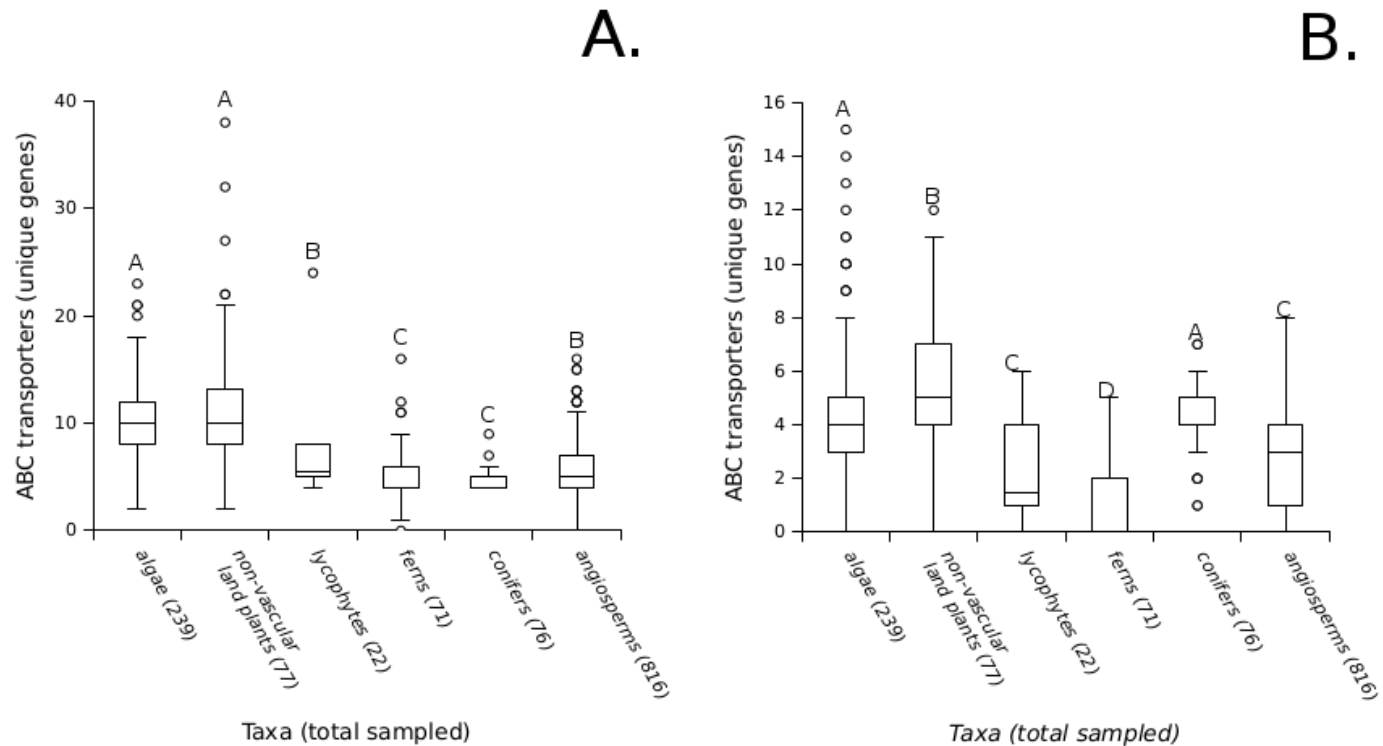 A.
ABC transporters (unique genes)
40
30
20
10
0
A
A
B
C
C
B
algae (239)
non-vascular
land plants (77)
lycophytes (22)
ferns (71)
conifers (76)
angiosperms (816)
Taxa (total sampled)
B.
ABC transporters (unique genes)
16
14
12
10
8
6
4
2
0
A
B
C
D
A
C
algae (239)
non-vascular
land plants (77)
lycophytes (22)
ferns (71)
conifers (76)
angiosperms (816)
Taxa (total sampled)